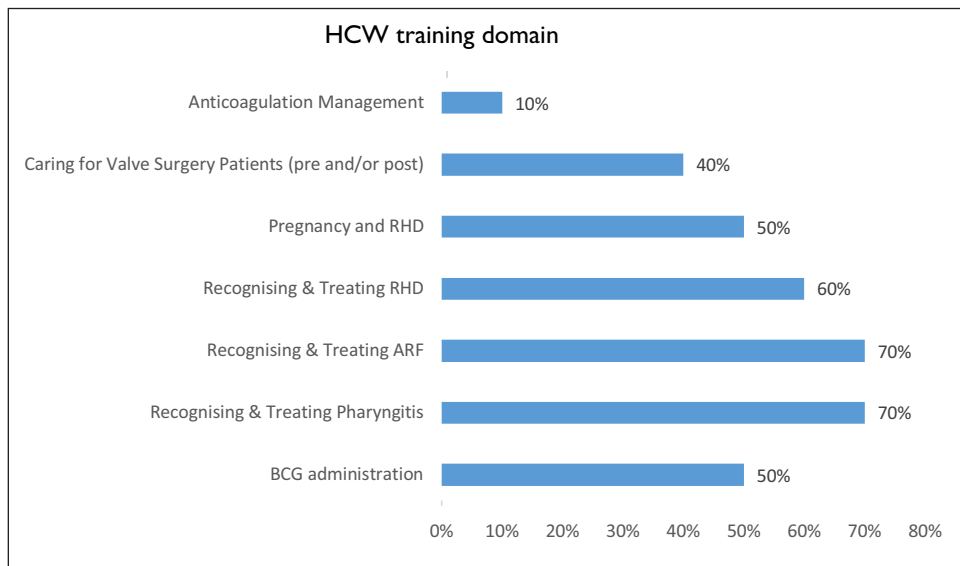 HCW training domain
Anticoagulation Management 10%
Caring for Valve Surgery Patients (pre and/or post) 40%
Pregnancy and RHD 50%
Recognising & Treating RHD 60%
Recognising & Treating ARF 70%
Recognising & Treating Pharyngitis 70%
BCG administration 50%
0% 10% 20% 30% 40% 50% 60% 70% 80%